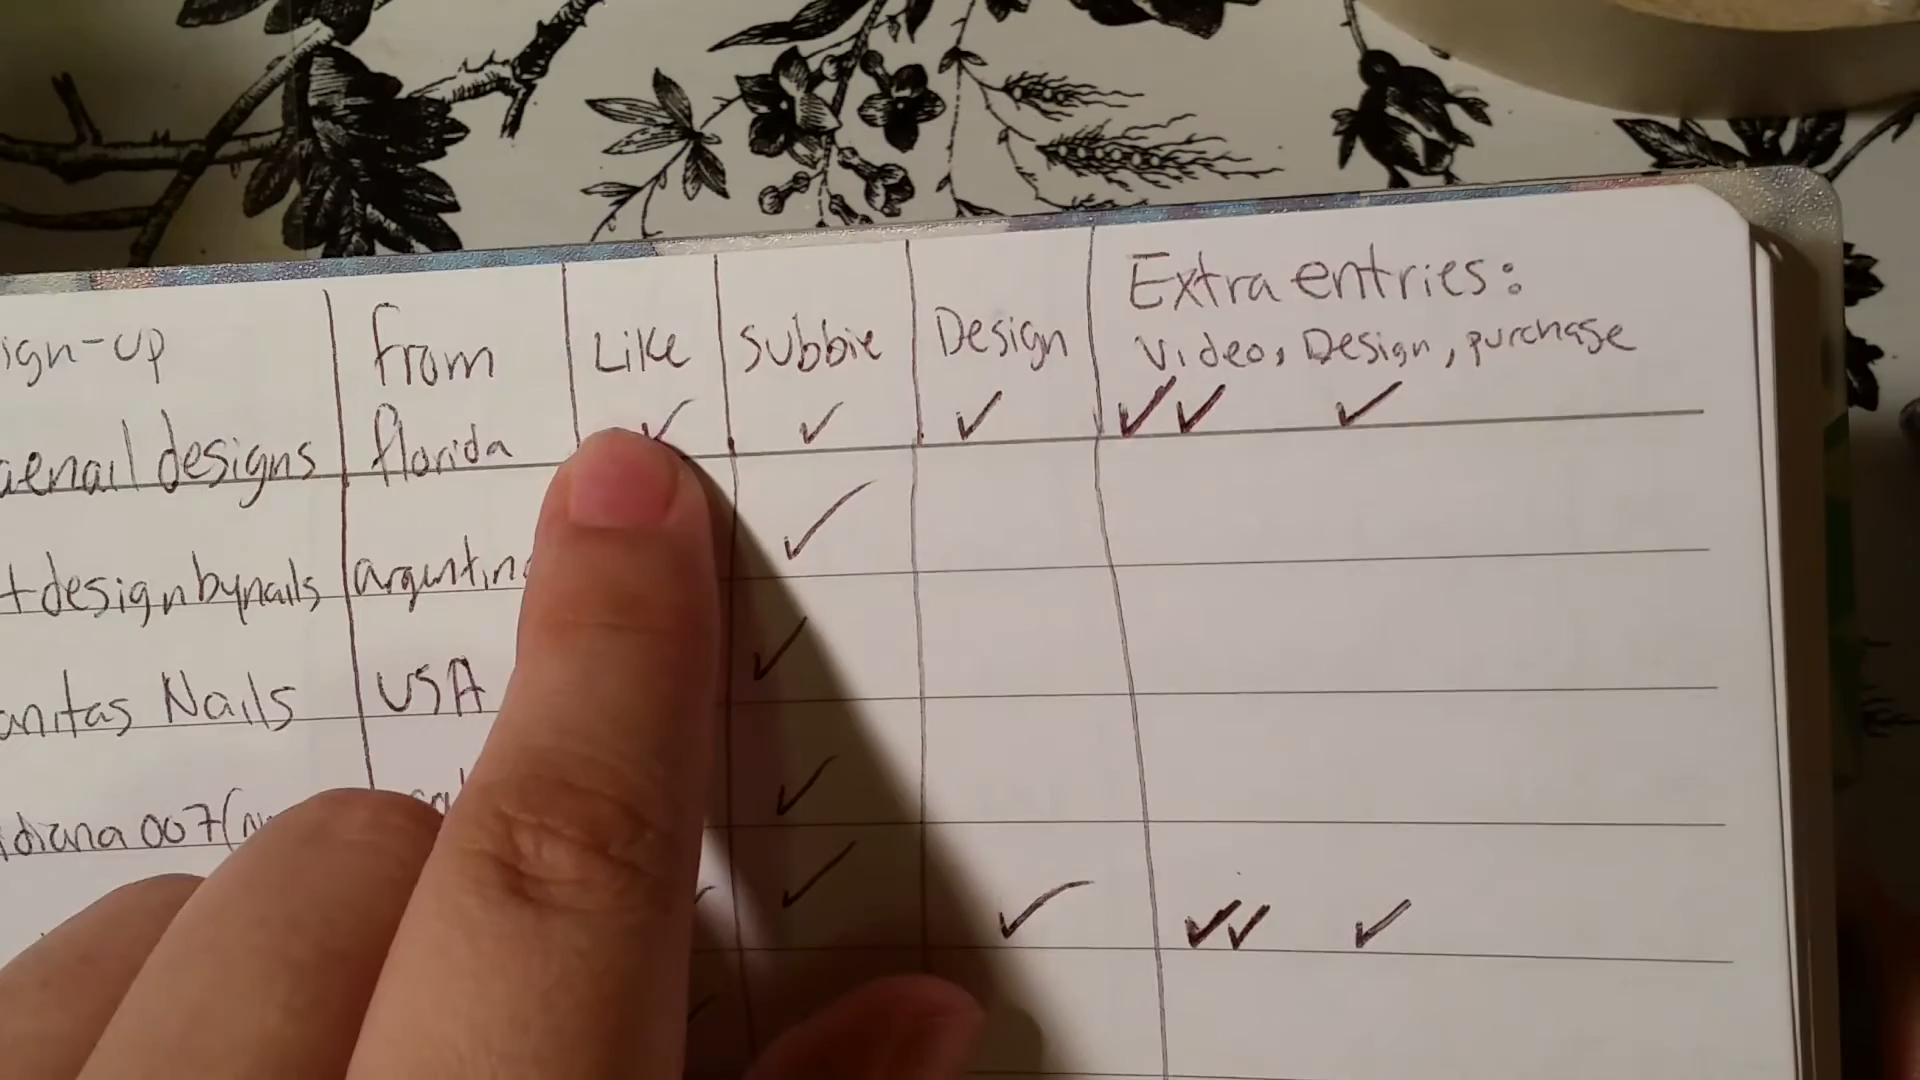 ign-up from Like Subbie Design Extra entries:
Video, Design, purchase
aenail designs florida ✓ ✓ ✓ ✓✓ ✓
+designbynails argentin ✓
anitas Nails USA ✓
diana007( ✓
✓ ✓ ✓ ✓✓ ✓